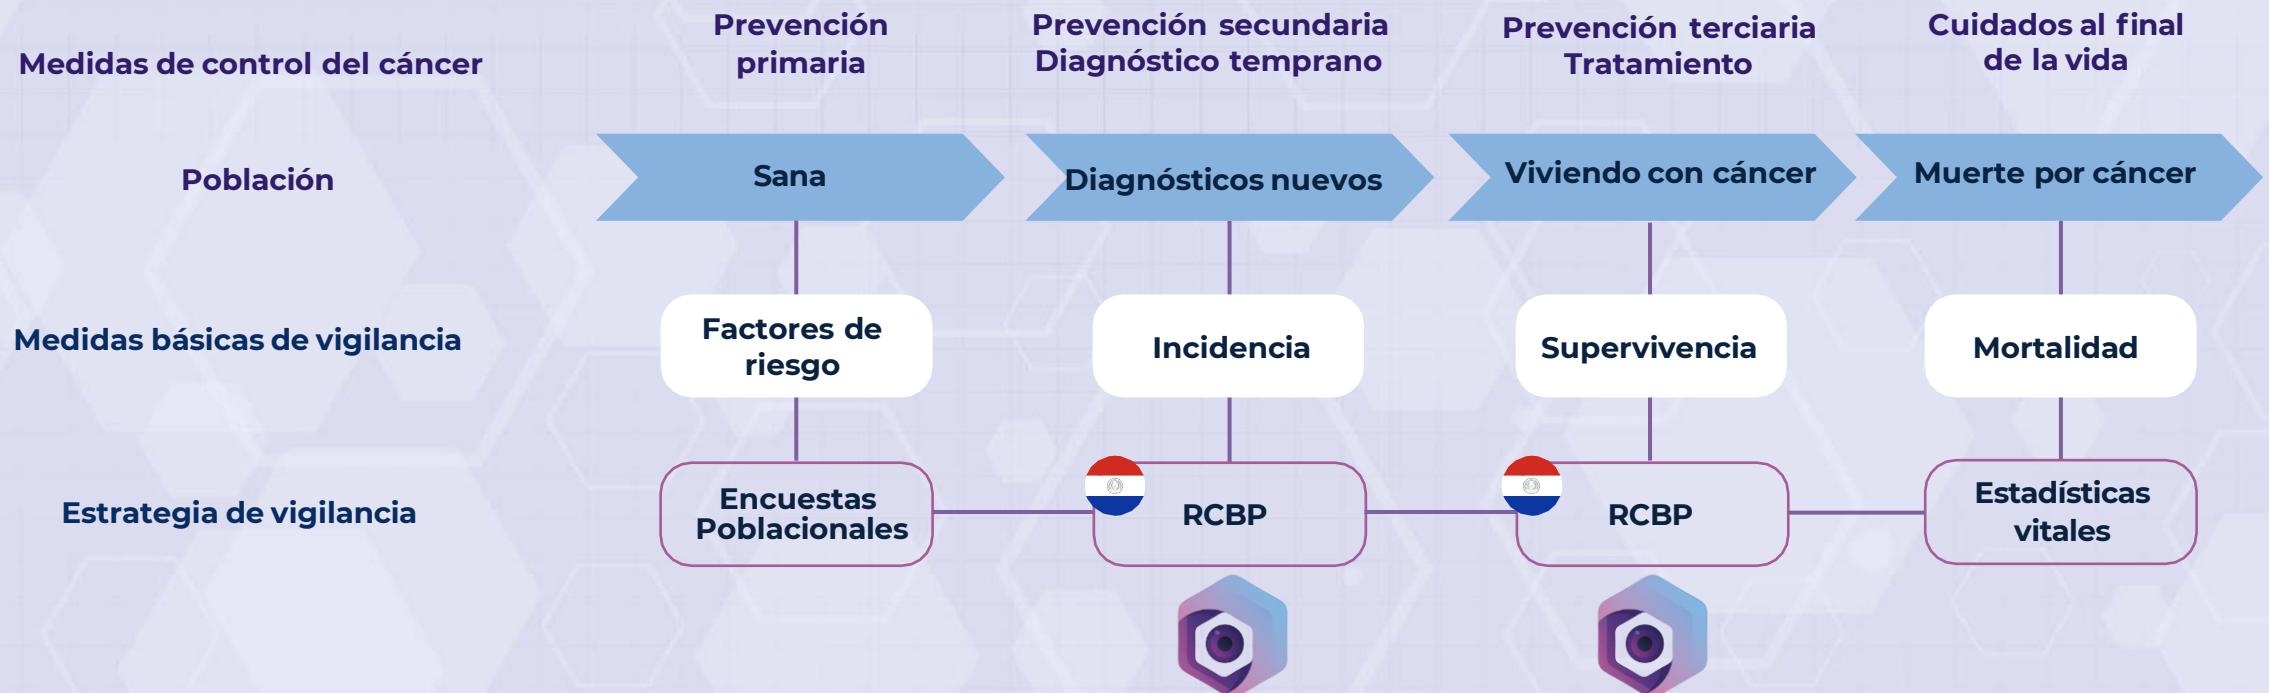 Medidas de control del cáncer
Prevención
primaria
Prevención secundaria
Diagnóstico temprano
Prevención terciaria
Tratamiento
Cuidados al final
de la vida
Población
Sana
Diagnósticos nuevos
Viviendo con cáncer
Muerte por cáncer
Medidas básicas de vigilancia
Factores de
riesgo
Incidencia
Supervivencia
Mortalidad
Estrategia de vigilancia
Encuestas
Poblacionales
RCBP
RCBP
Estadísticas
vitales